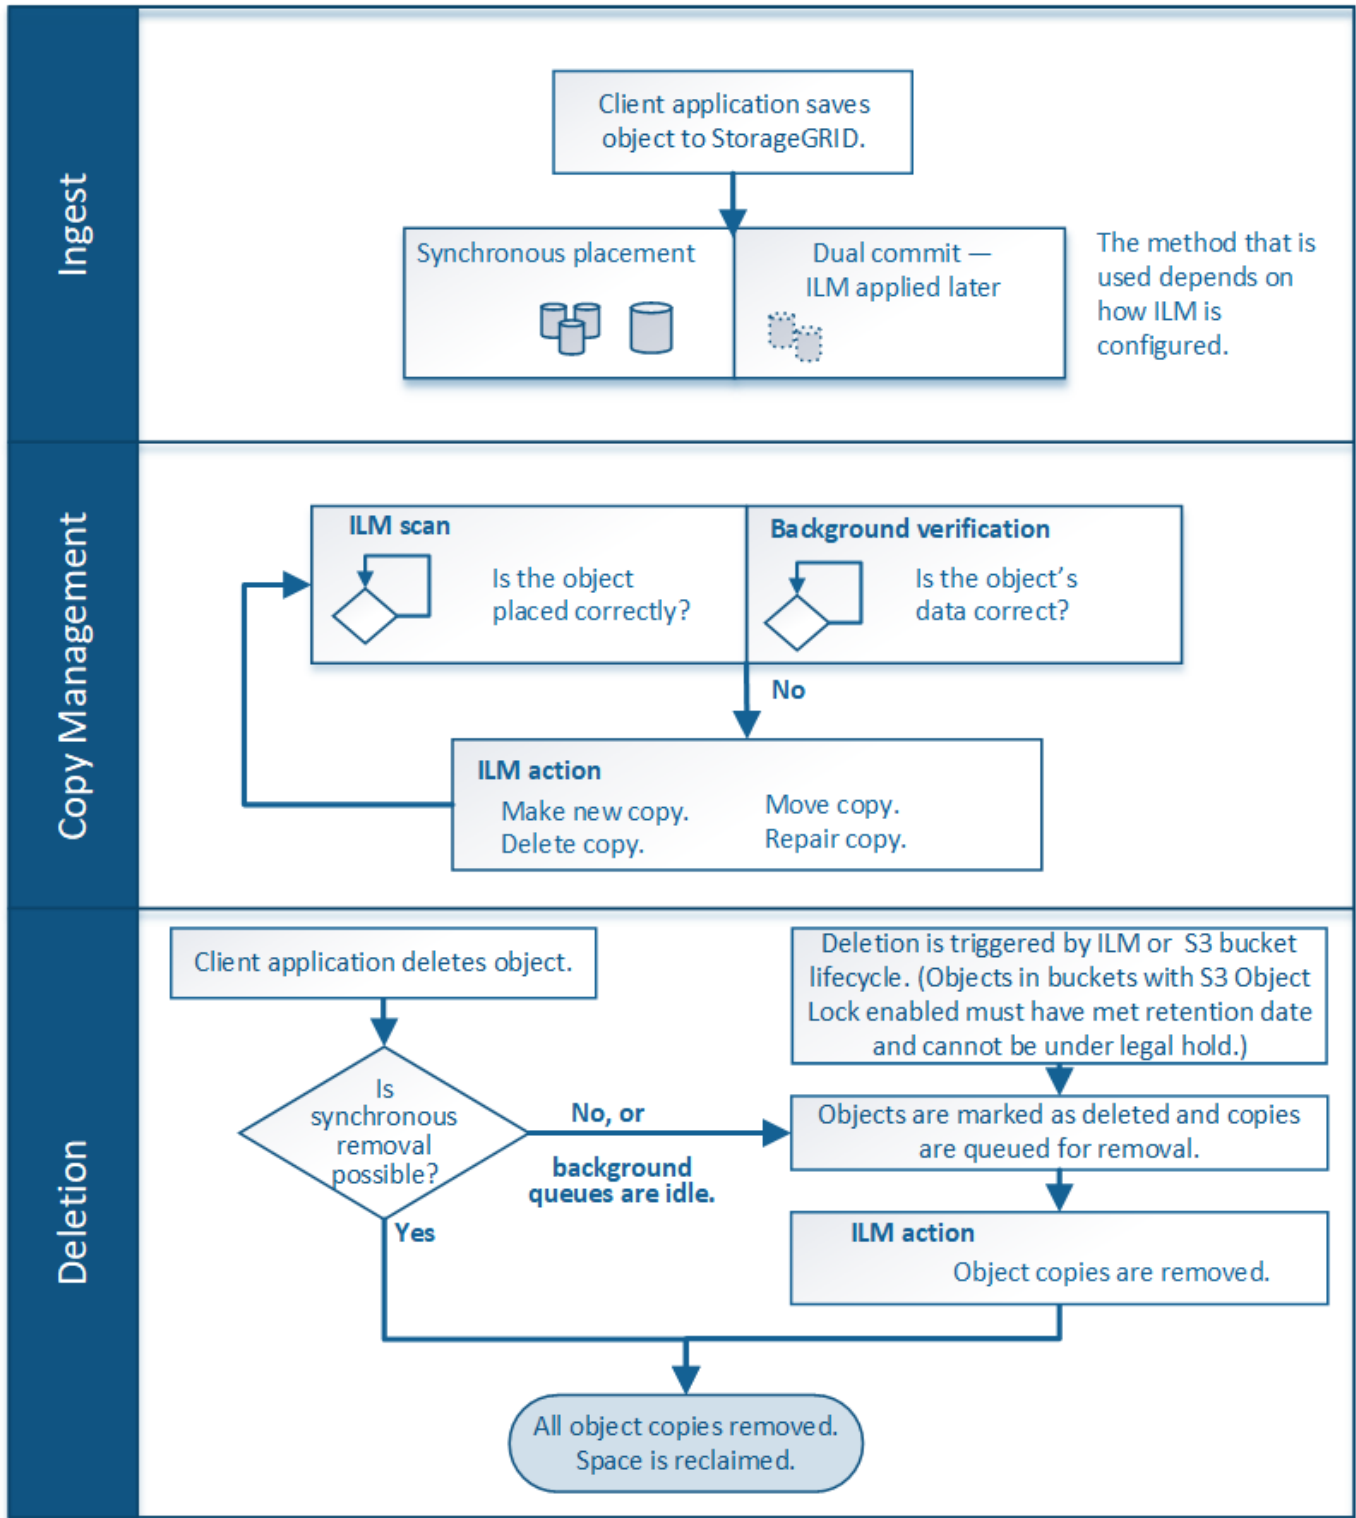 Ingest
Client application saves
object to StorageGRID.
Synchronous placement
Dual commit —
ILM applied later
The method that is
used depends on
how ILM is
configured.
Copy Management
ILM scan
Is the object
placed correctly?
Background verification
Is the object’s
data correct?
No
ILM action
Make new copy.
Delete copy.
Move copy.
Repair copy.
Deletion
Client application deletes object.
Is
synchronous
removal
possible?
No, or
background
queues are idle.
Yes
Deletion is triggered by ILM or S3 bucket
lifecycle. (Objects in buckets with S3 Object
Lock enabled must have met retention date
and cannot be under legal hold.)
Objects are marked as deleted and copies
are queued for removal.
ILM action
Object copies are removed.
All object copies removed.
Space is reclaimed.